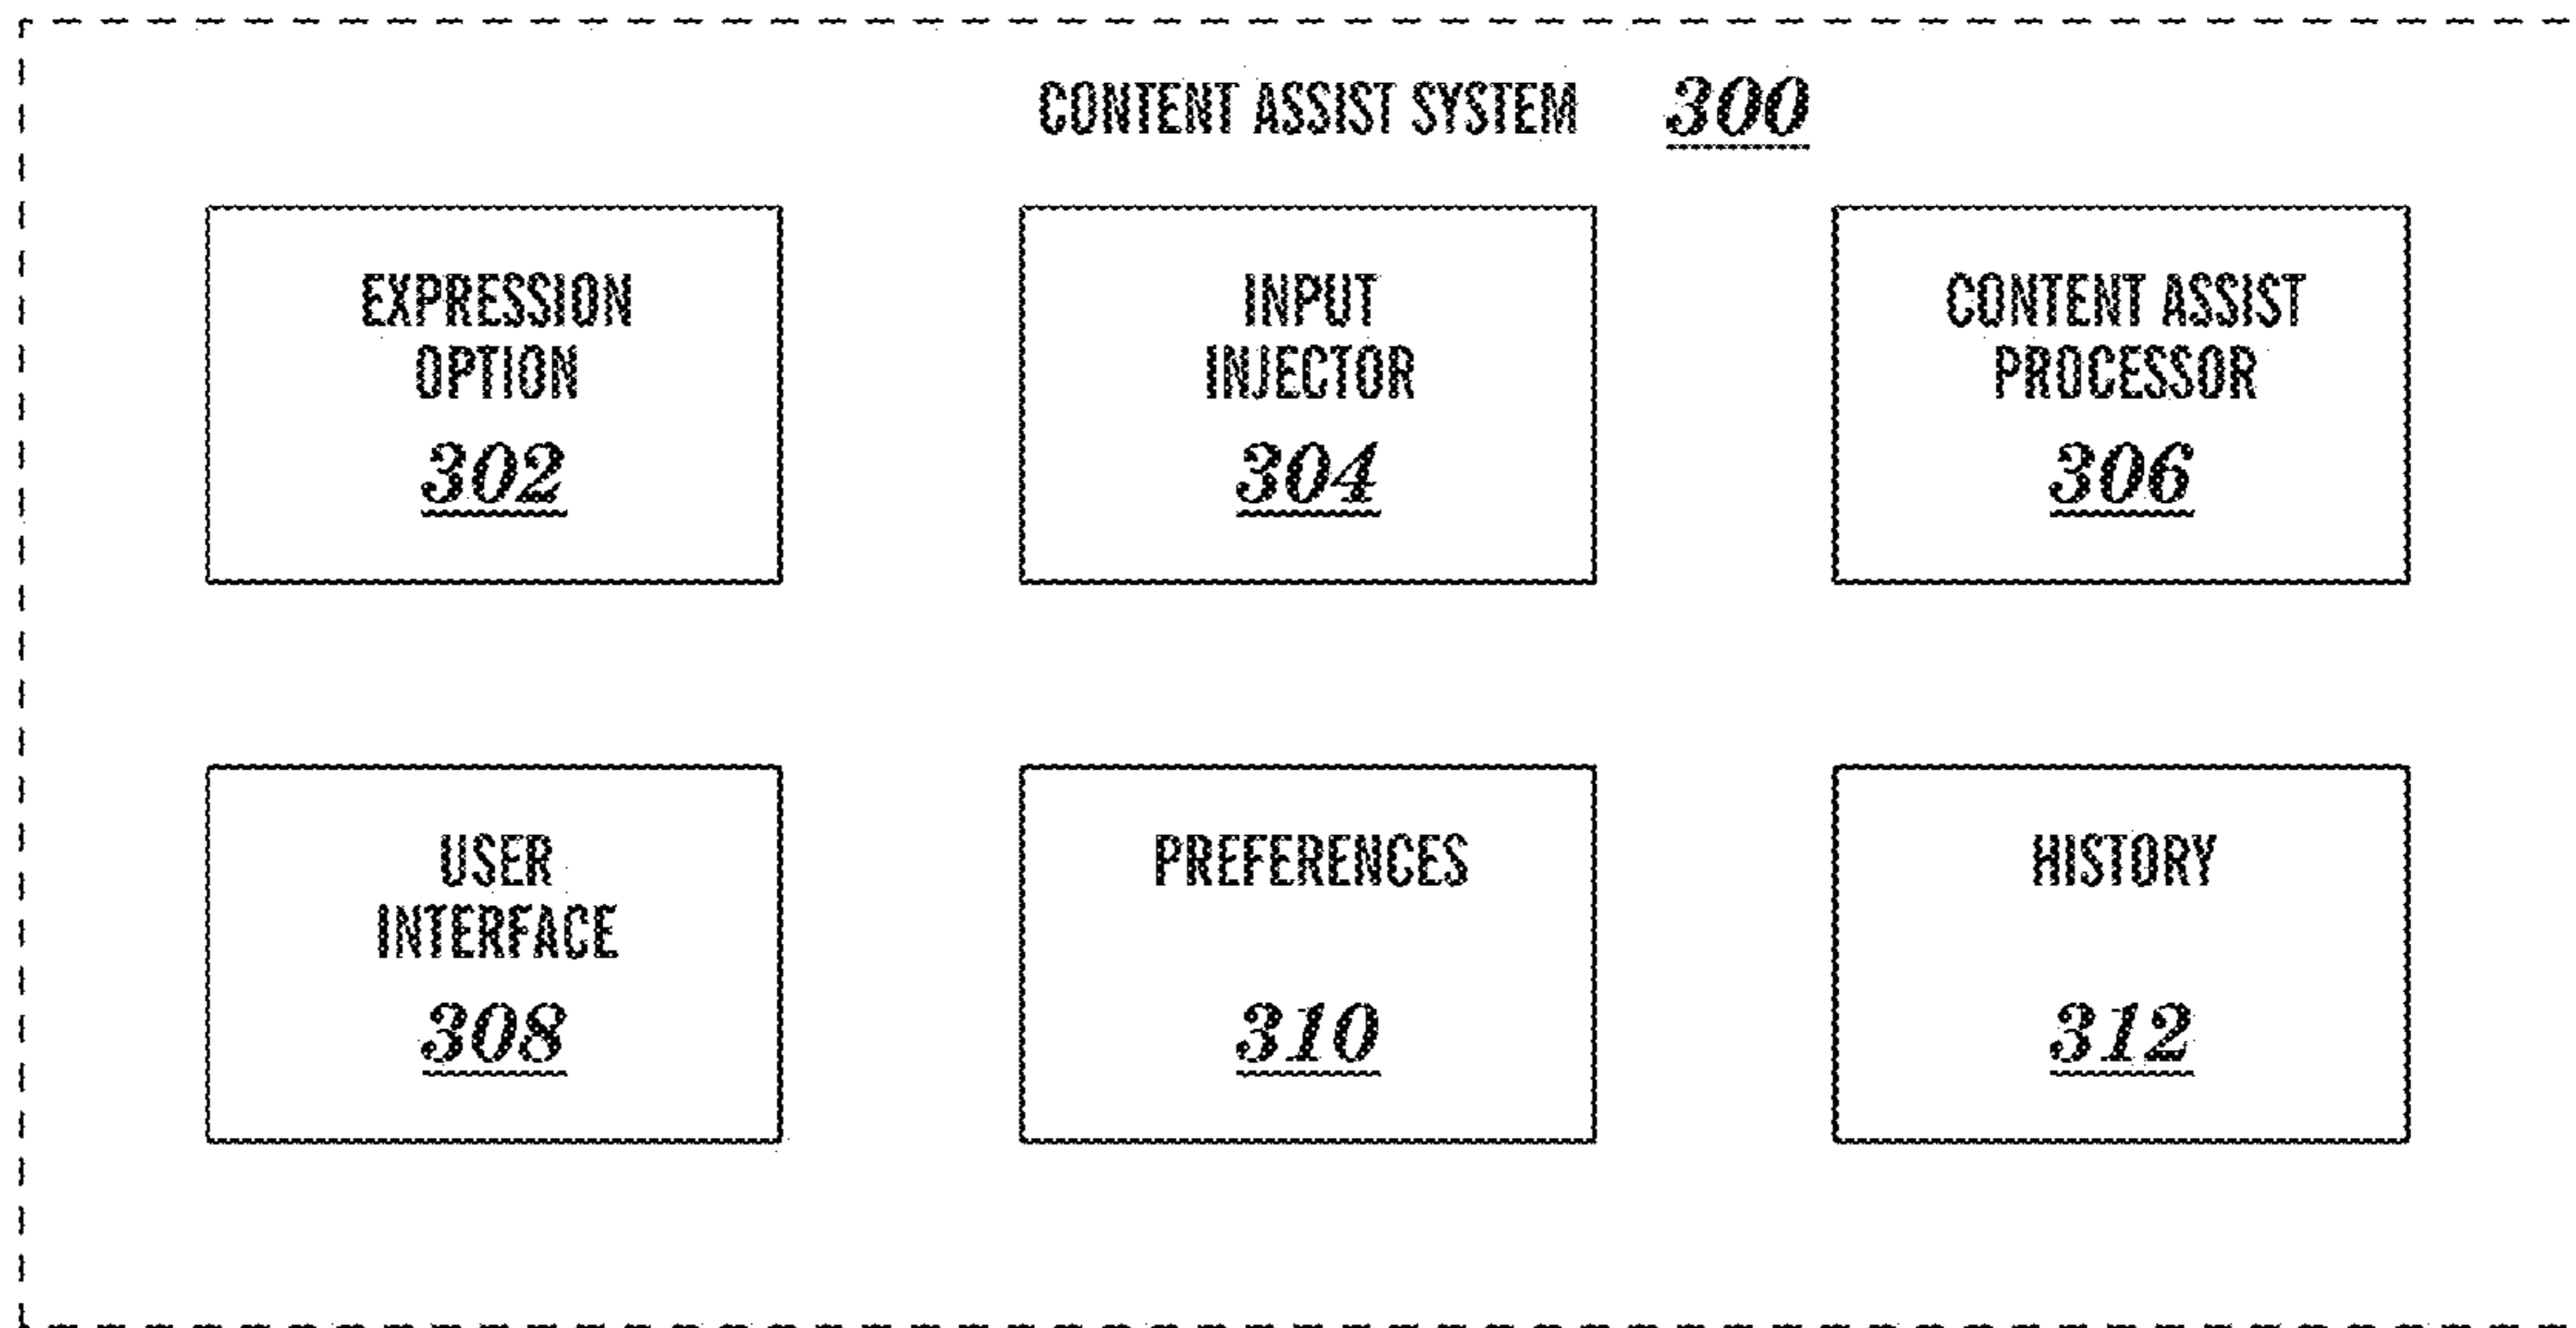 CONTENT ASSIST SYSTEM 300
EXPRESSION
OPTION
302
INPUT
INJECTOR
304
CONTENT ASSIST
PROCESSOR
306
USER
INTERFACE
308
PREFERENCES
310
HISTORY
312